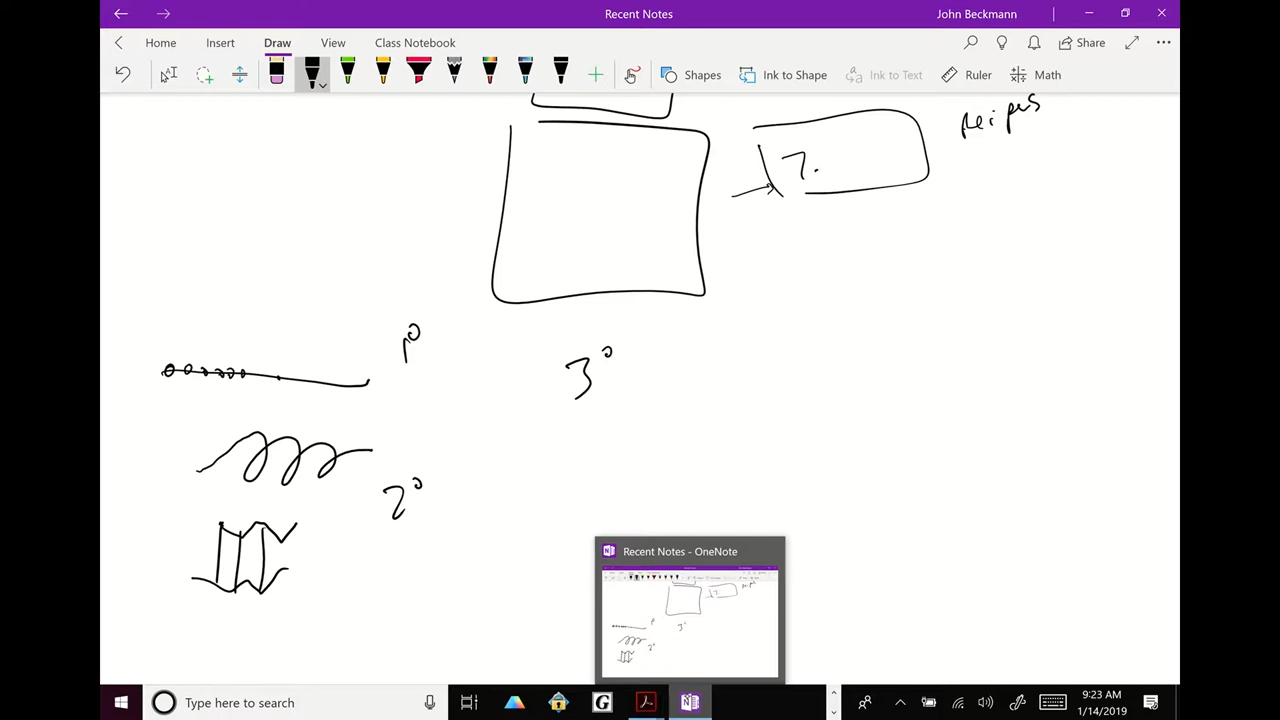 Recent Notes
John Beckmann
Home Insert Draw View Class Notebook
Share
Shapes Ink to Shape Ink to Text Ruler Math
7.
1°
3°
2°
Recent Notes - OneNote
Type here to search
G
9:23 AM
1/14/2019